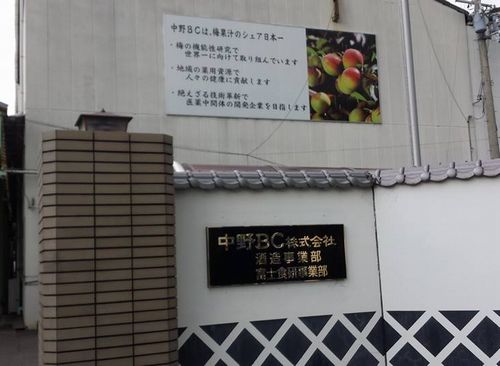 中野BCは、梅果汁のシェア日本一
・梅の機能性研究で
世界一に向けて取り組んでいます
・地域の薬用資源で
人々の健康に貢献します
・絶えざる技術革新で
医薬中間体の開発企業を目指します
中野BC株式会社
酒造事業部
富士食研事業部